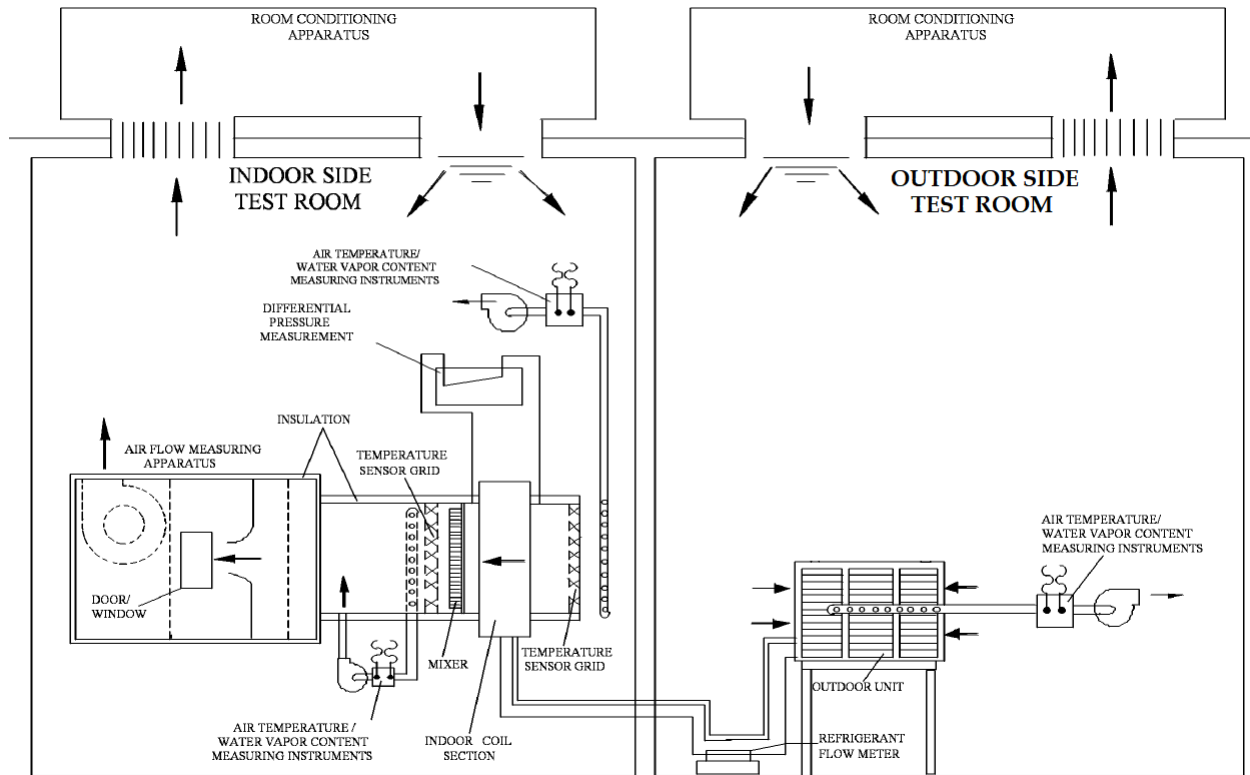 ROOM CONDITIONING
APPARATUS
ROOM CONDITIONING
APPARATUS
INDOOR SIDE
TEST ROOM
OUTDOOR SIDE
TEST ROOM
AIR TEMPERATURE/
WATER VAPOR CONTENT
MEASURING INSTRUMENTS
DIFFERENTIAL
PRESSURE
MEASUREMENT
INSULATION
AIR FLOW MEASURING
APPARATUS
TEMPERATURE
SENSOR GRID
AIR TEMPERATURE/
WATER VAPOR CONTENT
MEASURING INSTRUMENTS
DOOR/
WINDOW
MIXER
TEMPERATURE
SENSOR GRID
OUTDOOR UNIT
AIR TEMPERATURE /
WATER VAPOR CONTENT
MEASURING INSTRUMENTS
INDOOR COIL
SECTION
REFRIGERANT
FLOW METER